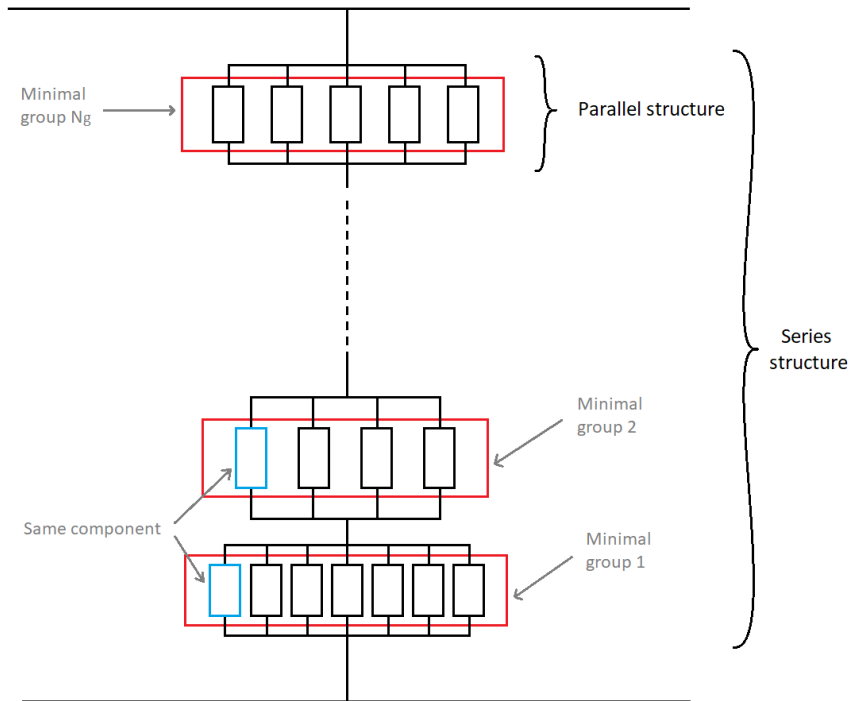 Minimal
group Ng
Parallel structure
Series
structure
Minimal
group 2
Same component
Minimal
group 1